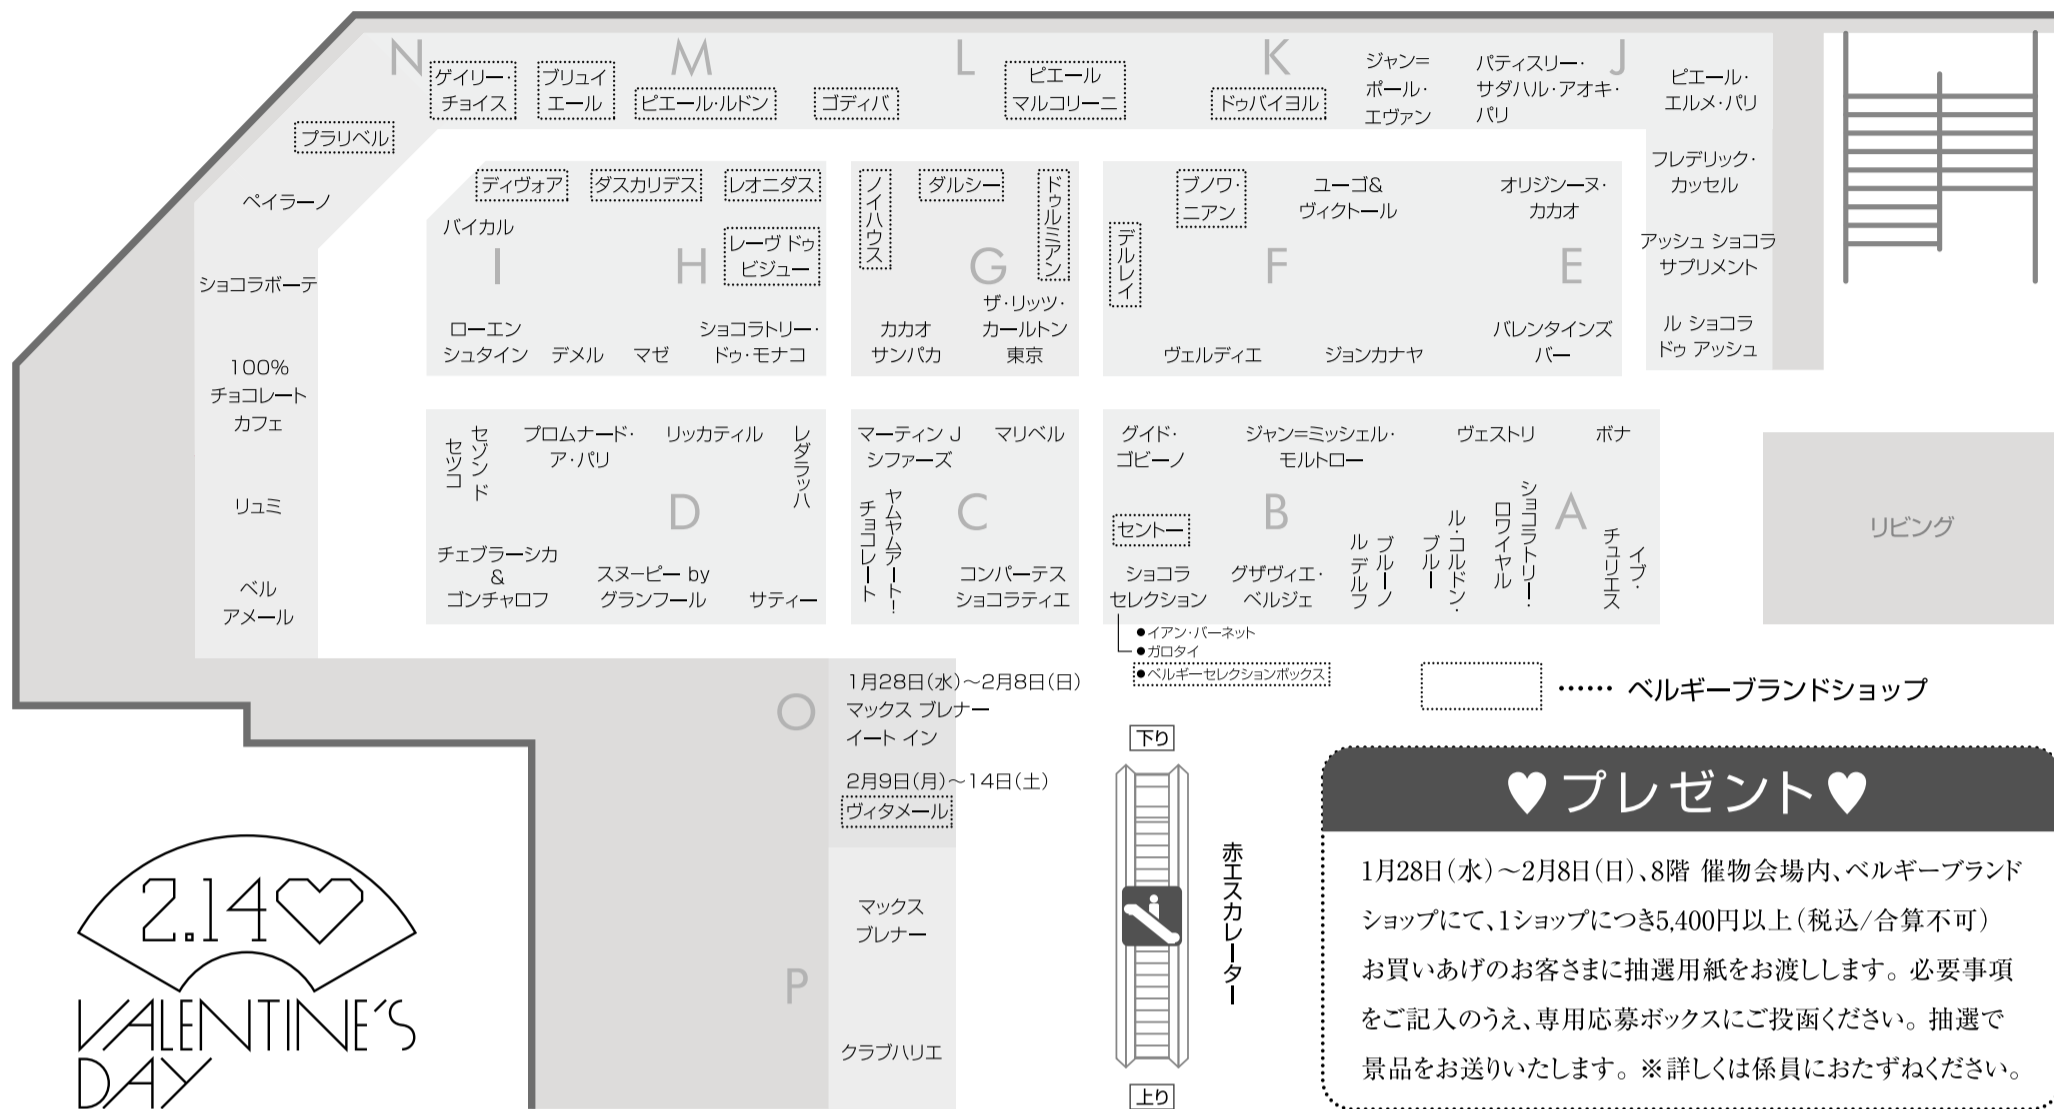 N
ゲイリー・
チョイス
ブリュイ
エール
M
ピエール・ルドン
ゴディバ
L
ピエール
マルコリーニ
K
ドゥバイヨル
ジャン=
ポール・
エヴァン
パティスリー・
サダハル・アオキ・
パリ
J
ピエール・
エルメ・パリ
プラリベル
ペイラーノ
ショコラボーテ
100%
チョコレート
カフェ
リュミ
ベル
アメール
ディヴォア
ダスカリデス
レオニダス
バイカル
レーヴ ドゥ
ビジュー
I
H
ローエン
シュタイン
デメル
マゼ
ショコラトリー・
ドゥ・モナコ
ノイハウス
ダルシー
ドゥルミアン
G
カカオ
サンパカ
ザ・リッツ・
カールトン
東京
デルレイ
ブノワ・
ニアン
ユーゴ&
ヴィクトール
オリジンーヌ・
カカオ
F
E
ヴェルディエ
ジョンカナヤ
バレンタインズ
バー
フレデリック・
カッセル
アッシュ ショコラ
サプリメント
ル ショコラ
ドゥ アッシュ
セゾン ド
セツコ
プロムナード・
ア・パリ
リッカティル
レダラッハ
D
チェブラーシカ
&
ゴンチャロフ
スヌーピー by
グランフール
サティー
マーティン J
シファーズ
マリベル
ヤムヤムアート!
チョコレート
C
コンパーテス
ショコラティエ
グイド・
ゴビーノ
ジャン=ミッシェル・
モルトロー
ヴェストリ
ボナ
セントー
B
ショコラ
セレクション
グザヴィエ・
ベルジェ
ブルーノ
ル デルフ
ル・コルドン・
ブルー
ショコラトリー・
ロワイヤル
A
イブ・
チュリエス
●イアン・バーネット
●ガロタイ
●ベルギーセレクションボックス
リビング
…… ベルギーブランドショップ
O
1月28日(水)〜2月8日(日)
マックス ブレナー
イート イン
2月9日(月)〜14日(土)
ヴィタメール
マックス
ブレナー
P
クラブハリエ
下り
赤エスカレーター
上り
2.14♡
VALENTINE'S
DAY
♥プレゼント♥
1月28日(水)〜2月8日(日)、8階 催物会場内、ベルギーブランド
ショップにて、1ショップにつき5,400円以上(税込/合算不可)
お買いあげのお客さまに抽選用紙をお渡しします。必要事項
をご記入のうえ、専用応募ボックスにご投函ください。抽選で
景品をお送りいたします。※詳しくは係員におたずねください。